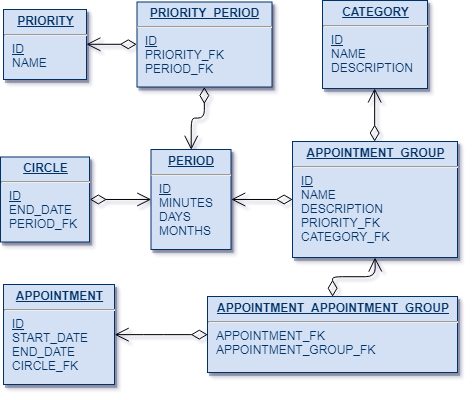 PRIORITY
ID
NAME
PRIORITY_PERIOD
ID
PRIORITY_FK
PERIOD_FK
CATEGORY
ID
NAME
DESCRIPTION
CIRCLE
ID
END_DATE
PERIOD_FK
PERIOD
ID
MINUTES
DAYS
MONTHS
APPOINTMENT_GROUP
ID
NAME
DESCRIPTION
PRIORITY_FK
CATEGORY_FK
APPOINTMENT
ID
START_DATE
END_DATE
CIRCLE_FK
APPOINTMENT_APPOINTMENT_GROUP
APPOINTMENT_FK
APPOINTMENT_GROUP_FK